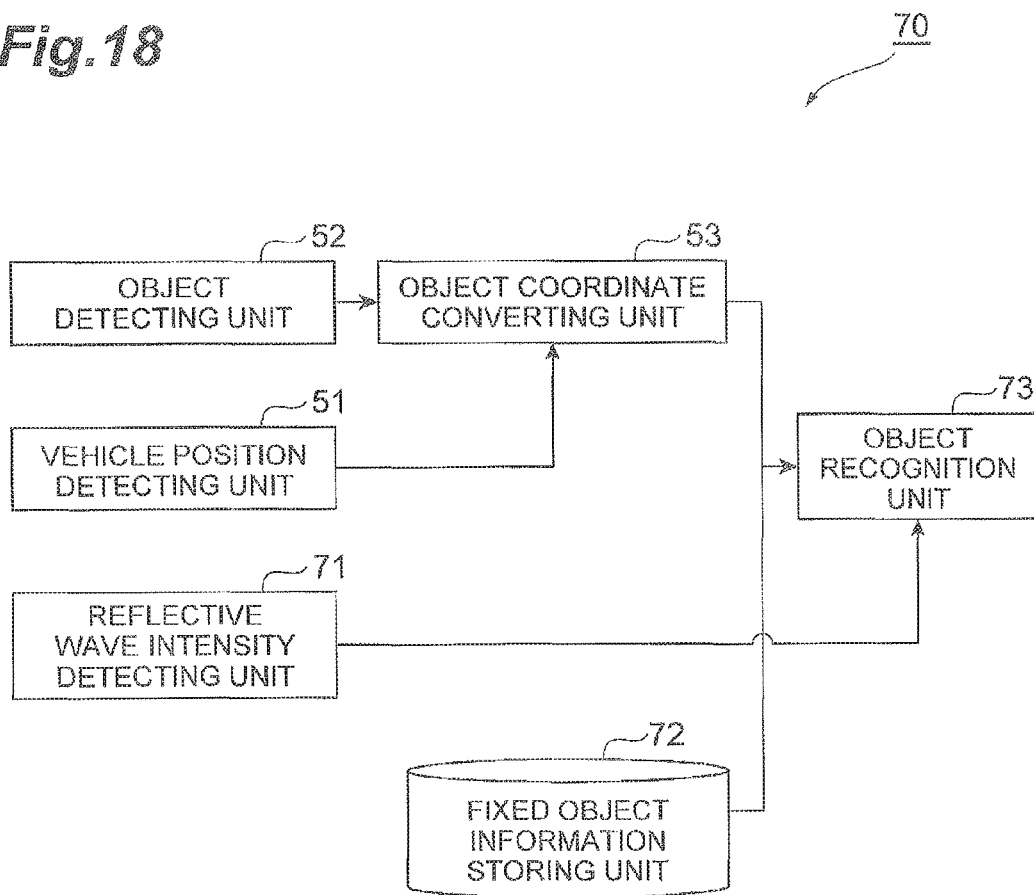 Fig.18
70
52
OBJECT
DETECTING UNIT
53
OBJECT COORDINATE
CONVERTING UNIT
51
VEHICLE POSITION
DETECTING UNIT
73
OBJECT
RECOGNITION
UNIT
71
REFLECTIVE
WAVE INTENSITY
DETECTING UNIT
72
FIXED OBJECT
INFORMATION
STORING UNIT